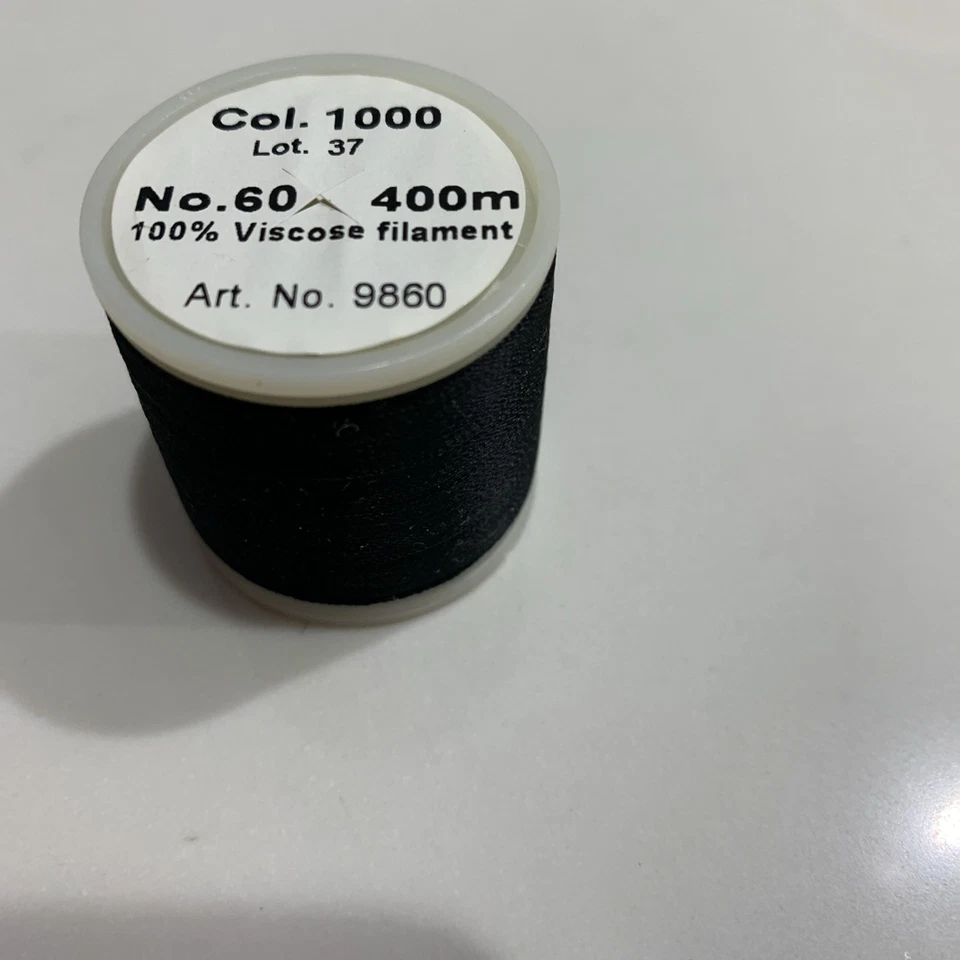 Col. 1000
Lot. 37
No.60 400m
100% Viscose filament
Art. No. 9860